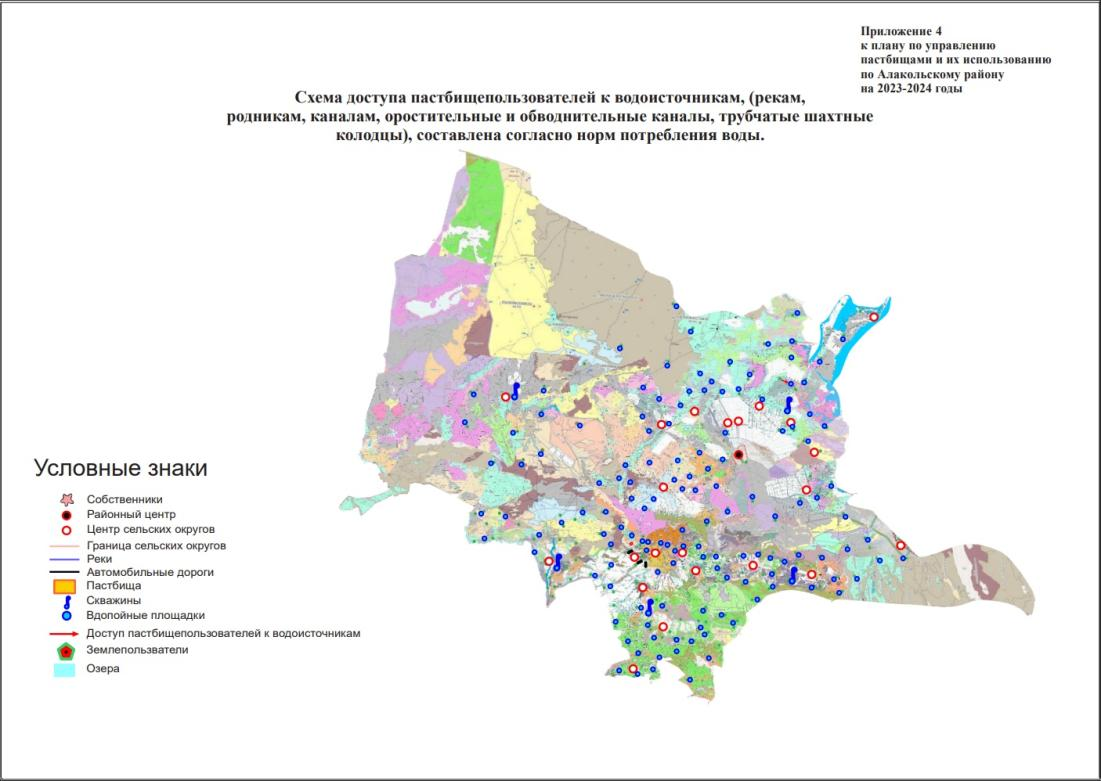 Приложение 4
к плану по управлению
пастбищами и их использованию
по Алакольскому району
на 2023-2024 годы
Схема доступа пастбищепользователей к водоисточникам, (рекам,
родникам, каналам, оростительные и обводнительные каналы, трубчатые шахтные
колодцы), составлена согласно норм потребления воды.
Условные знаки
Собственники
Районный центр
Центр сельских округов
Граница сельских округов
Реки
Автомобильные дороги
Пастбища
Скважины
Вдопойные площадки
Доступ пастбищепользователей к водоисточникам
Землепользватели
Озера